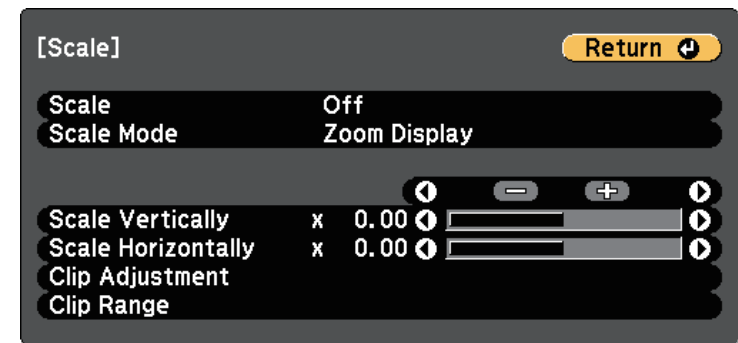 [Scale] Return
Scale Off
Scale Mode Zoom Display
− +
Scale Vertically x 0.00
Scale Horizontally x 0.00
Clip Adjustment
Clip Range